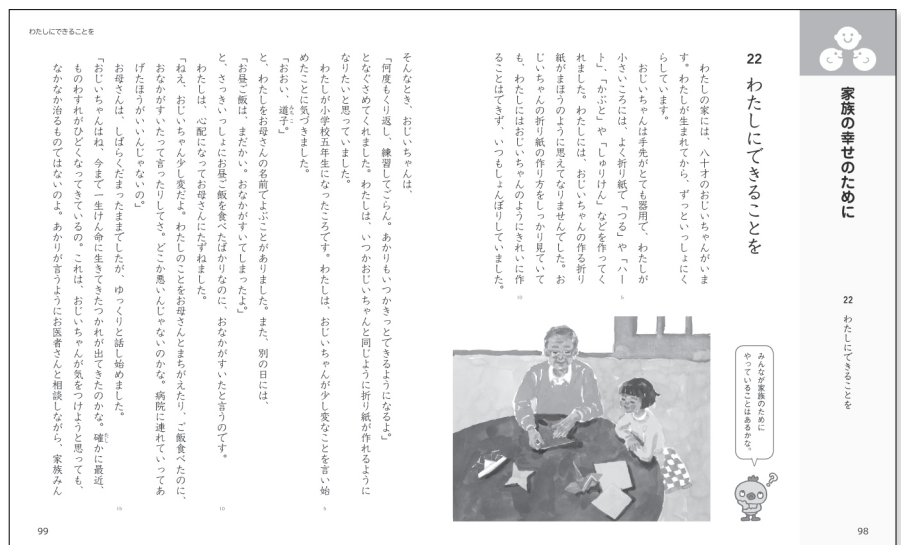 家族の幸せのために
22 わたしにできることを
22 わたしにできることを
みんなが家族のために
やっていることはあるかな。
わたしの家には、八十才のおじいちゃんがいま
す。わたしが生まれてから、ずっといっしょにく
らしています。
おじいちゃんは手先がとても器用で、わたしが
小さいころには、よく折り紙で「つる」や「ハー
ト」、「かぶと」や「しゅりけん」などを作ってく
れました。わたしには、おじいちゃんの作る折り
紙がまほうのように思えてなりませんでした。お
じいちゃんの折り紙の作り方をしっかり見ていて
も、わたしにはおじいちゃんのようにきれいに作
ることはできず、いつもしょんぼりしていました。
5
10
98
わたしにできることを
そんなとき、おじいちゃんは、
「何度もくり返し、練習してごらん。あかりもいつかきっとできるようになるよ。」
となぐさめてくれました。わたしは、いつかおじいちゃんと同じように折り紙が作れるように
なりたいと思っていました。
わたしが小学校五年生になったころです。わたしは、おじいちゃんが少し変なことを言い始
めたことに気づきました。
「おおい、道子。」
みちこ
と、わたしをお母さんの名前でよぶことがありました。また、別の日には、
「お昼ご飯は、まだかい。おなかがすいてしまったよ。」
と、さっきいっしょにお昼ご飯を食べたばかりなのに、おなかがすいたと言うのです。
わたしは、心配になってお母さんにたずねました。
「ねえ、おじいちゃん少し変だよ。わたしのことをお母さんとまちがえたり、ご飯食べたのに、
おなかがすいたって言ったりしてさ。どこか悪いんじゃないのかな。病院に連れていってあ
げたほうがいいんじゃないの。」
お母さんは、しばらくだまったままでしたが、ゆっくりと話し始めました。
「おじいちゃんはね、今まで一生けん命に生きてきたつかれが出てきたのかな。確かに最近、
たし
ものわすれがひどくなってきているの。これは、おじいちゃんが気をつけようと思っても、
なかなか治るものではないのよ。あかりが言うようにお医者さんと相談しながら、家族みん
5
10
15
99